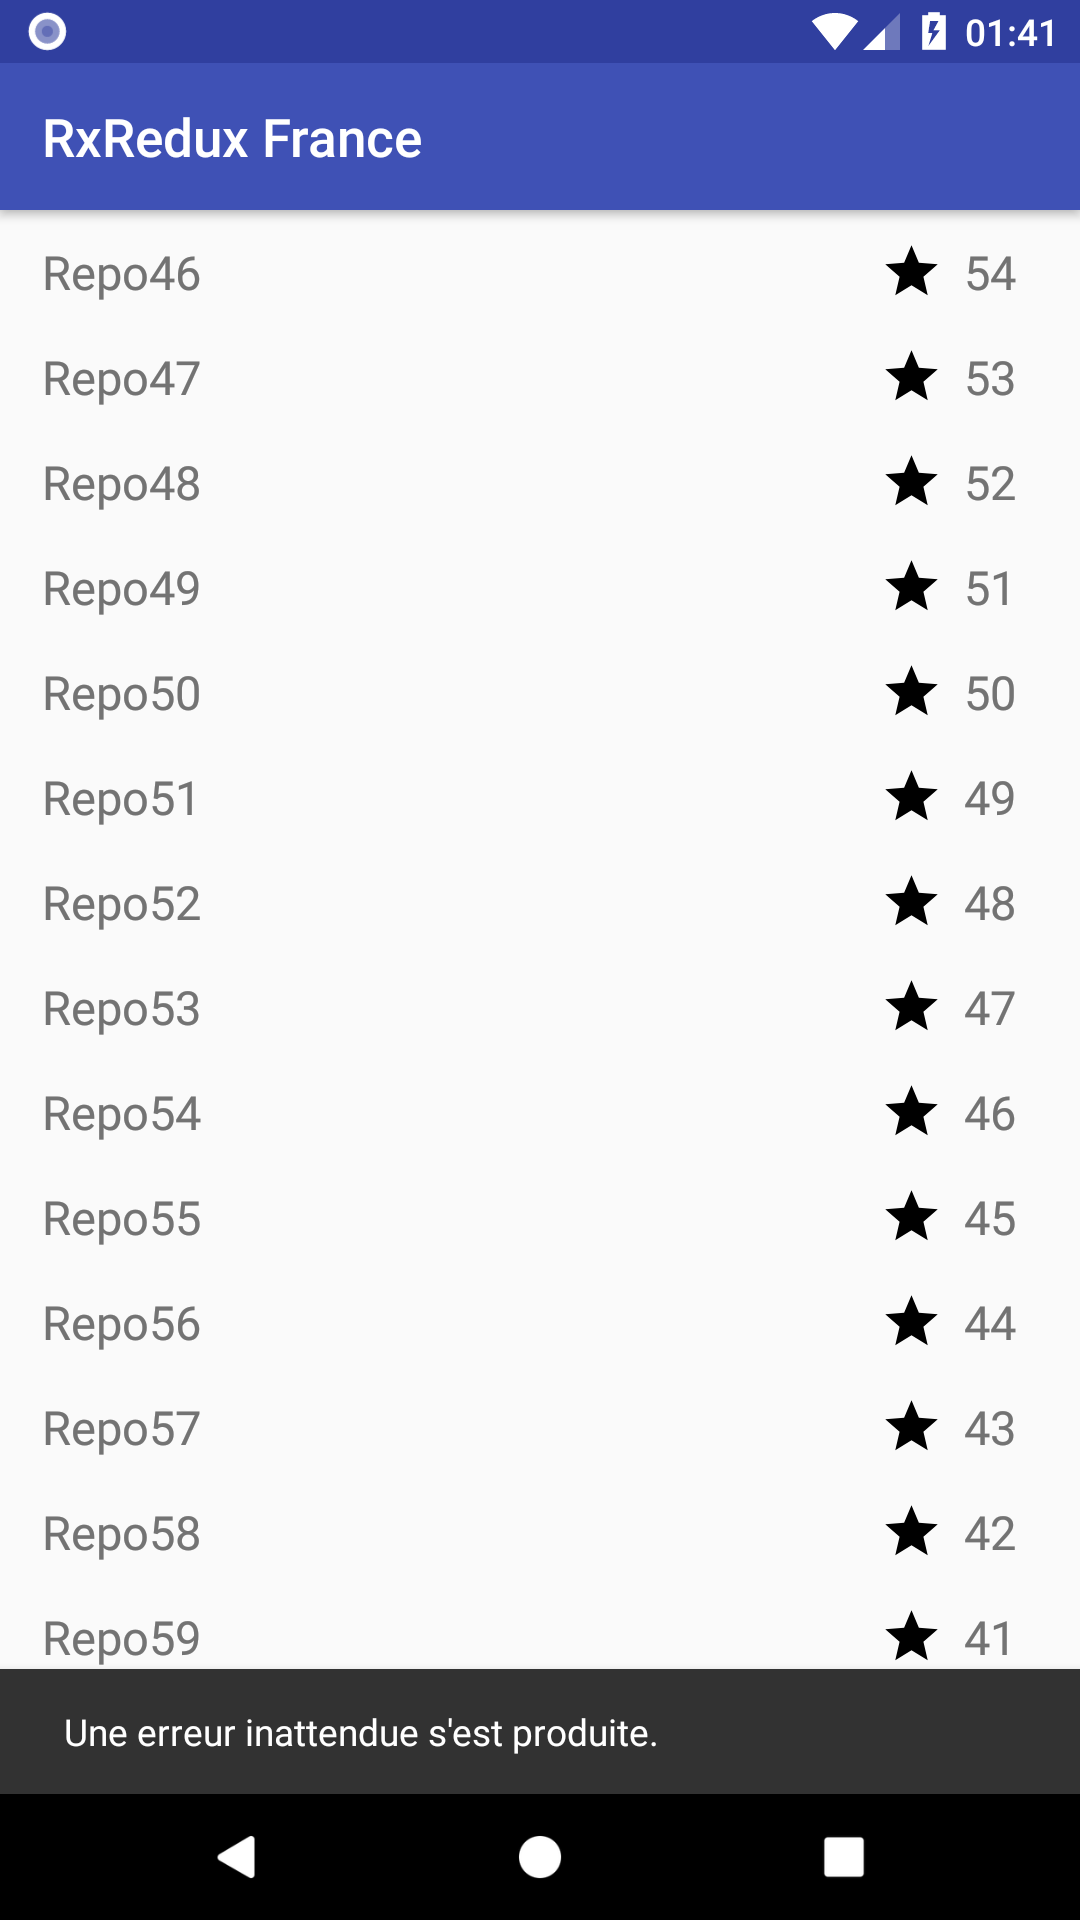 01:41
RxRedux France
Repo46 54
Repo47 53
Repo48 52
Repo49 51
Repo50 50
Repo51 49
Repo52 48
Repo53 47
Repo54 46
Repo55 45
Repo56 44
Repo57 43
Repo58 42
Repo59 41
Une erreur inattendue s'est produite.